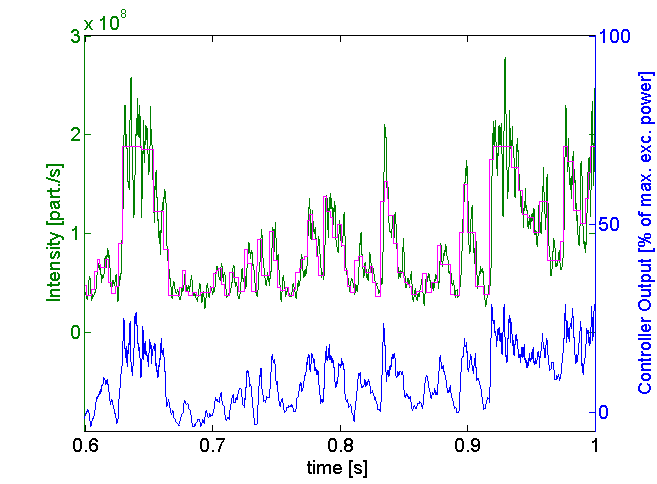 3 x 10^8
100
2
1
50
0
0
0.6 0.7 0.8 0.9 1
time [s]
Intensity [part./s]
Controller Output [% of max. exc. power]